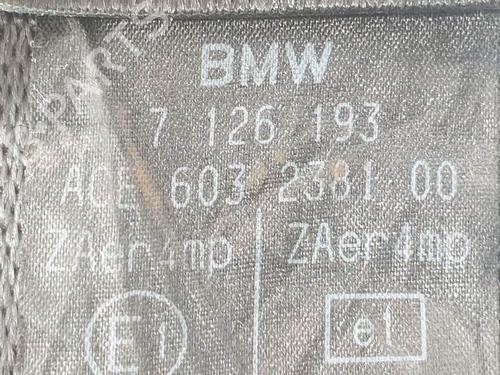 BMW
7 126 193
ACE 603 2381 00
ZAer4mp ZAer4mp
E1 e1